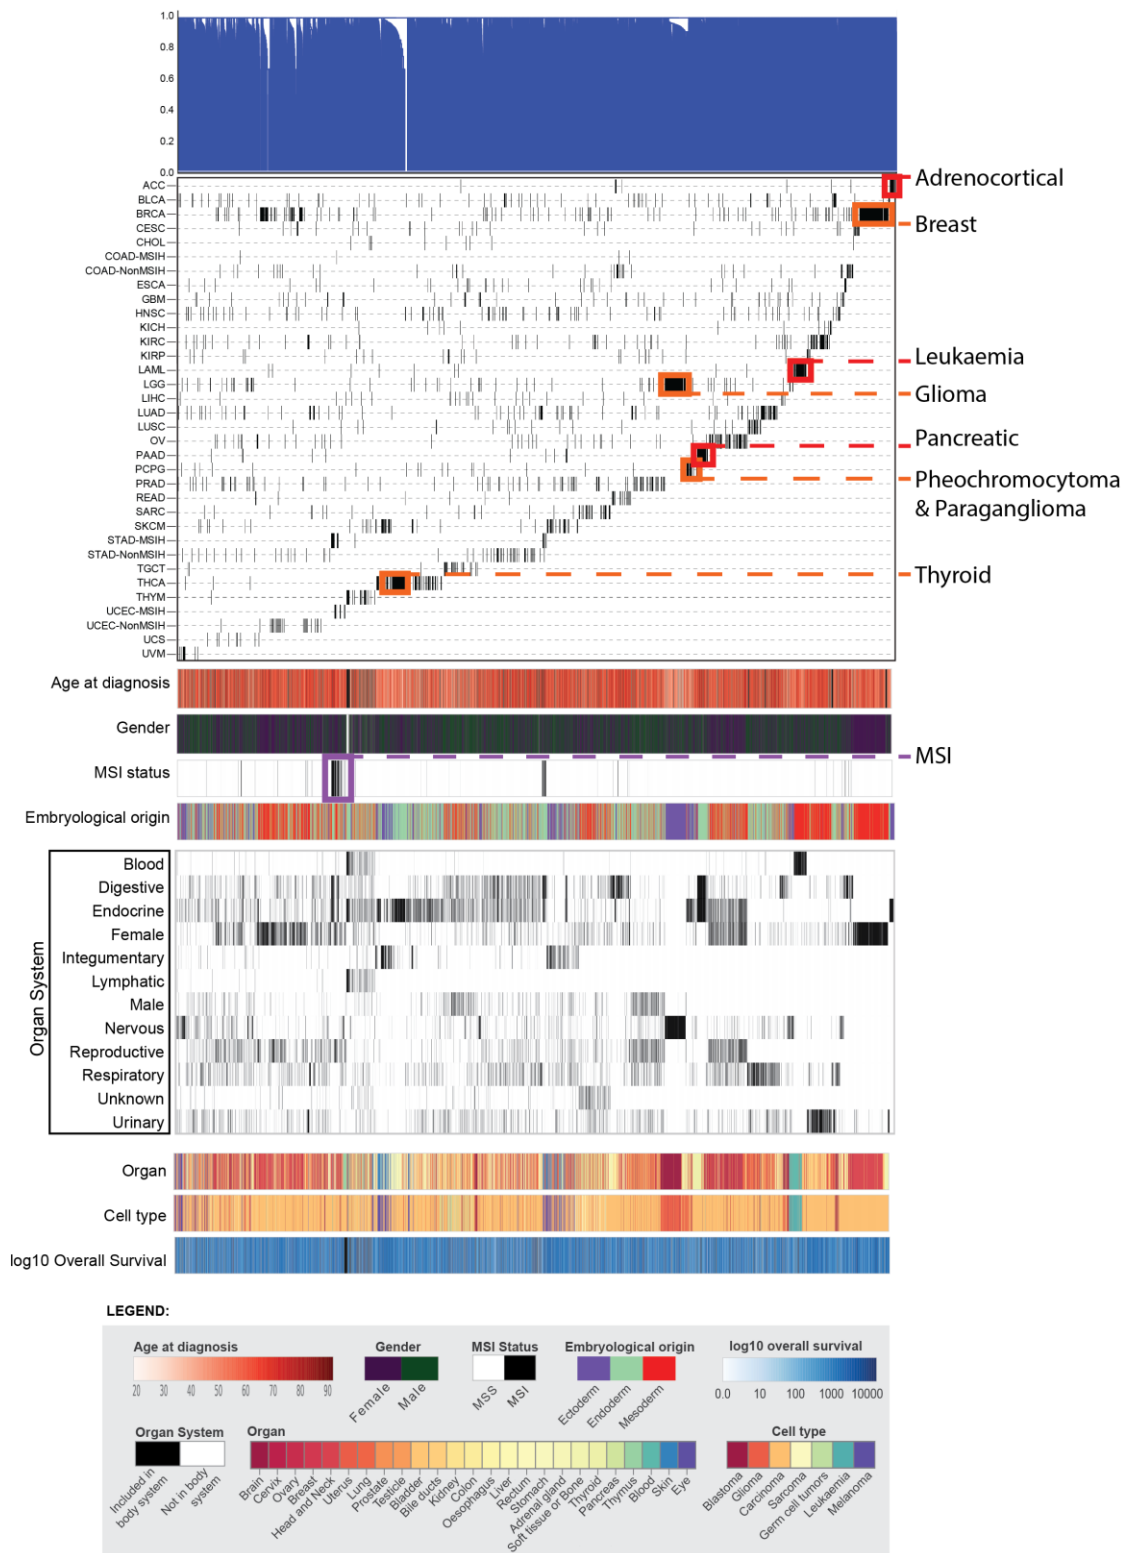 1.0
0.8
0.6
0.4
0.2
0.0
ACC
BLCA
BRCA
CESC
CHOL
COAD-MSIH
COAD-NonMSIH
ESCA
GBM
HNSC
KICH
KIRC
KIRP
LAML
LGG
LIHC
LUAD
LUSC
OV
PAAD
PCPG
PRAD
READ
SARC
SKCM
STAD-MSIH
STAD-NonMSIH
TGCT
THCA
THYM
UCEC-MSIH
UCEC-NonMSIH
UCS
UVM
Adrenocortical
Breast
Leukaemia
Glioma
Pancreatic
Pheochromocytoma
& Paraganglioma
Thyroid
Age at diagnosis
Gender
MSI
MSI status
Embryological origin
Organ System
Blood
Digestive
Endocrine
Female
Integumentary
Lymphatic
Male
Nervous
Reproductive
Respiratory
Unknown
Urinary
Organ
Cell type
log10 Overall Survival
LEGEND:
Age at diagnosis
20 30 40 50 60 70 80 90
Gender
Female
Male
MSI Status
MSS
MSI
Embryological origin
Ectoderm
Endoderm
Mesoderm
log10 overall survival
0.0 10 100 1000 10000
Organ System
Included in
body system
Not in body
system
Organ
Brain
Cervix
Ovary
Breast
Head and Neck
Uterus
Lung
Prostate
Testicle
Bladder
Bile ducts
Kidney
Colon
Oesophagus
Liver
Rectum
Stomach
Adrenal gland
Soft tissue or Bone
Thyroid
Pancreas
Thymus
Blood
Skin
Eye
Cell type
Blastoma
Glioma
Carcinoma
Sarcoma
Germ cell tumors
Leukaemia
Melanoma